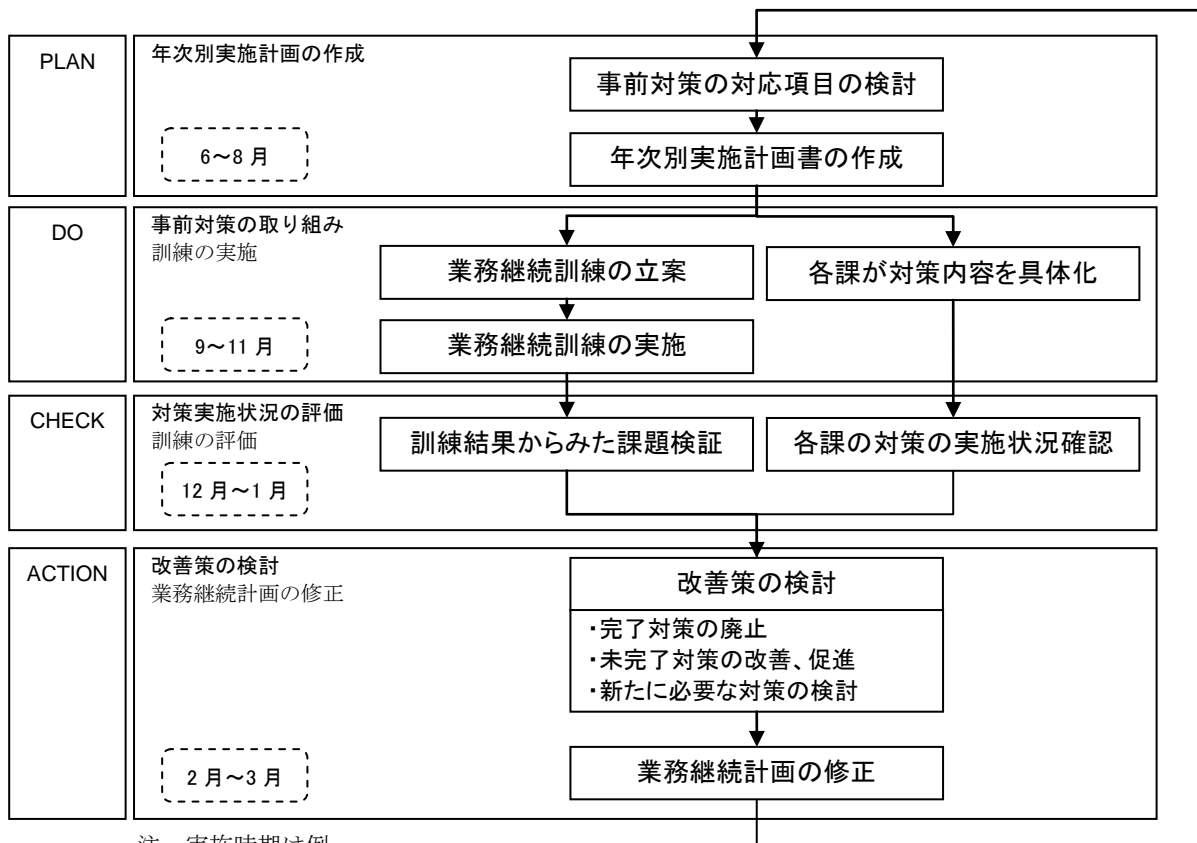 PLAN
年次別実施計画の作成
事前対策の対応項目の検討
6～8 月
年次別実施計画書の作成
DO
事前対策の取り組み
訓練の実施
業務継続訓練の立案
各課が対策内容を具体化
9～11 月
業務継続訓練の実施
CHECK
対策実施状況の評価
訓練の評価
訓練結果からみた課題検証
各課の対策の実施状況確認
12 月～1 月
ACTION
改善策の検討
業務継続計画の修正
改善策の検討
・完了対策の廃止
・未完了対策の改善、促進
・新たに必要な対策の検討
2 月～3 月
業務継続計画の修正
注 実施時期は例